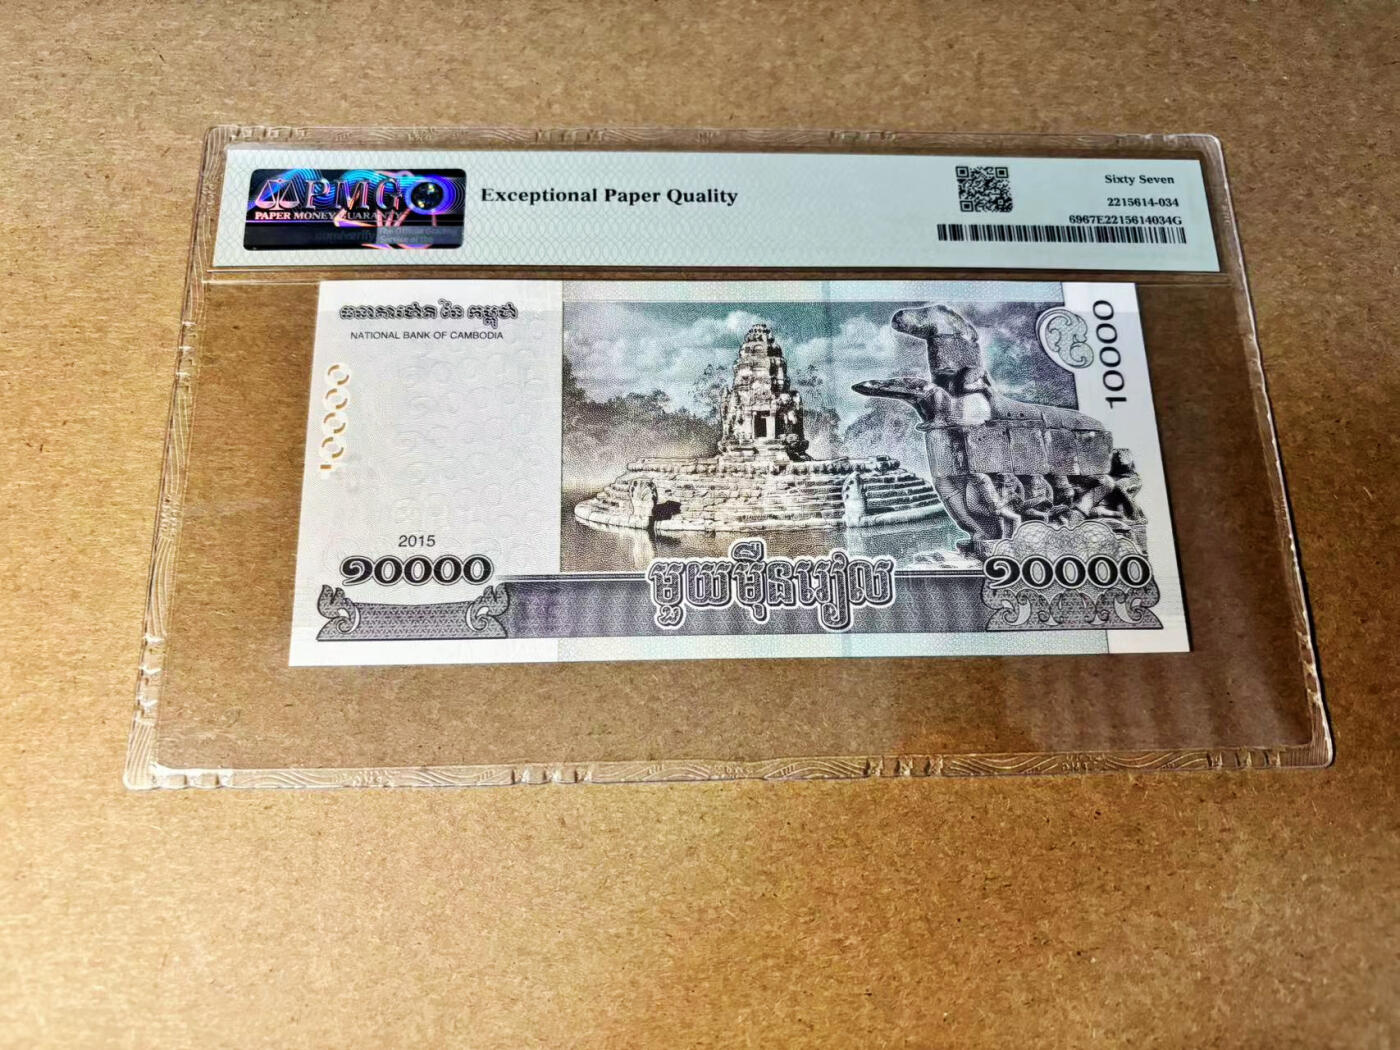 PMG
PAPER MONEY GUARANTY
Exceptional Paper Quality
Sixty Seven
2215614-034
6967E2215614034G
ធនាគារជាតិ នៃ កម្ពុជា
NATIONAL BANK OF CAMBODIA
10000
10000
2015
១០០០០
មួយម៉ឺនរៀល
១០០០០